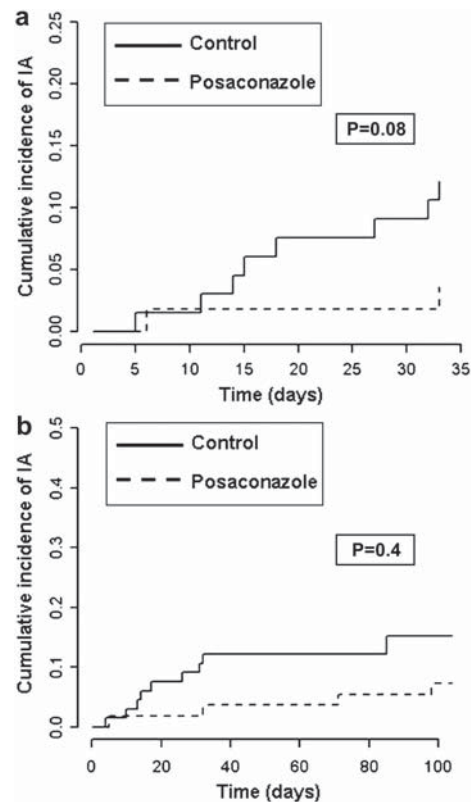 a
Control
Posaconazole
P=0.08
Cumulative incidence of IA
0.25
0.20
0.15
0.10
0.05
0.00
0 5 10 15 20 25 30 35
Time (days)
b
Control
Posaconazole
P=0.4
Cumulative incidence of IA
0.5
0.4
0.3
0.2
0.1
0.0
0 20 40 60 80 100
Time (days)